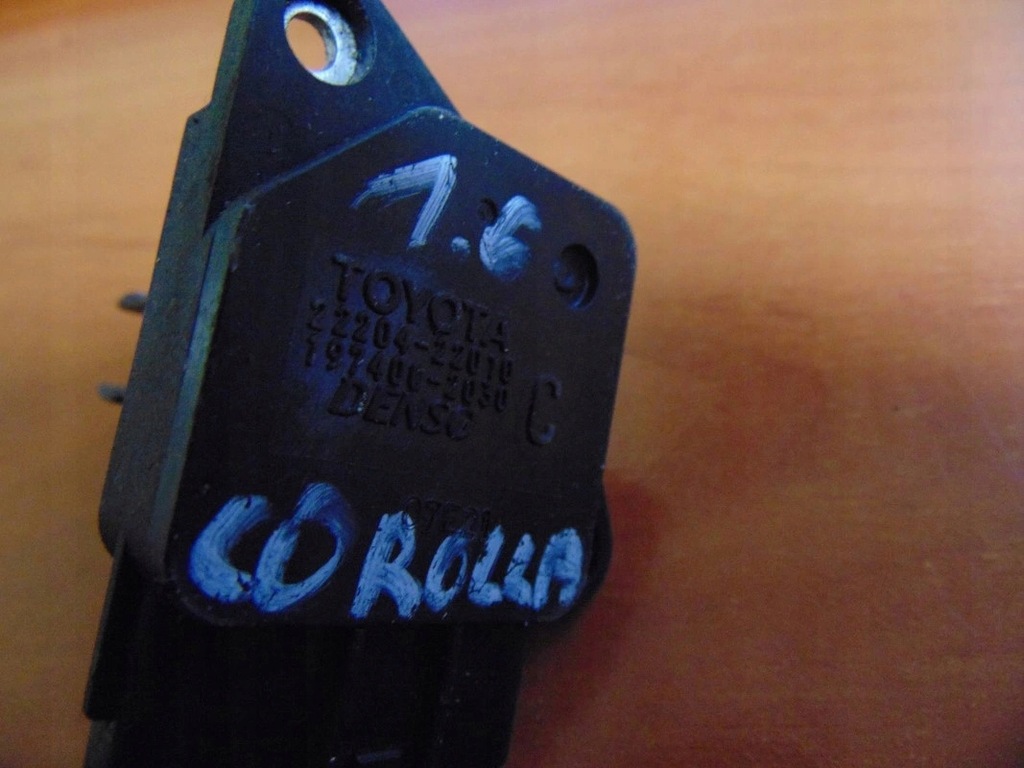 1.6
TOYOTA
22204-22010
197400-2030
DENSO
C
COROLLA